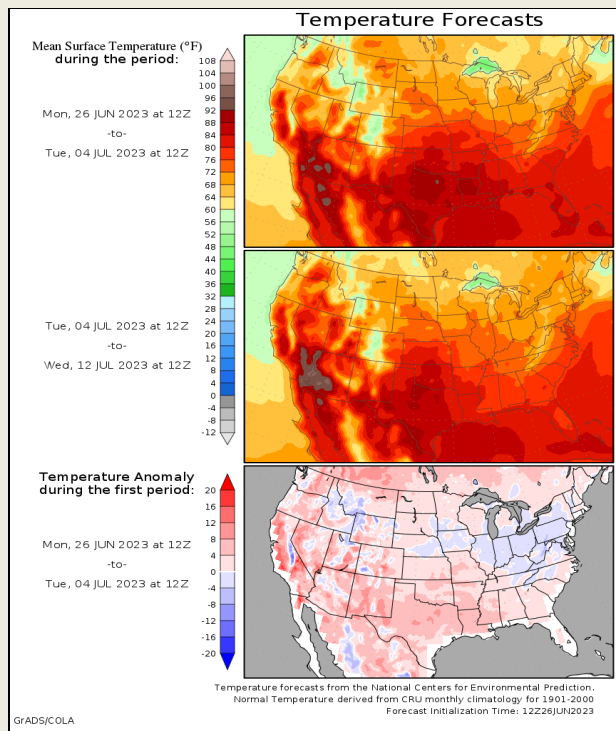 Temperature Forecasts
Mean Surface Temperature (°F)
during the period:
Mon, 26 JUN 2023 at 12Z
-to-
Tue, 04 JUL 2023 at 12Z
108
104
100
96
92
88
84
80
76
72
68
64
60
56
52
48
44
40
36
32
28
24
20
16
12
8
4
0
-4
-8
-12
Tue, 04 JUL 2023 at 12Z
-to-
Wed, 12 JUL 2023 at 12Z
Temperature Anomaly
during the first period:
Mon, 26 JUN 2023 at 12Z
-to-
Tue, 04 JUL 2023 at 12Z
20
16
12
8
4
0
-4
-8
-12
-16
-20
Temperature forecasts from the National Centers for Environmental Prediction.
Normal Temperature derived from CRU monthly climatology for 1901-2000
Forecast Initialization Time: 12Z26JUN2023
GrADS/COLA